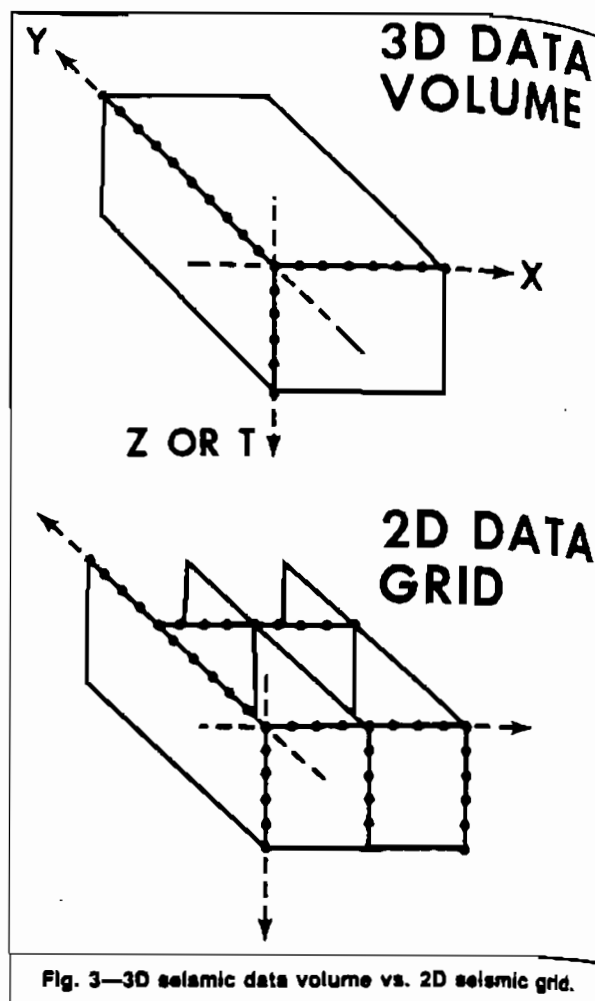 Y
3D DATA
VOLUME
X
Z OR T
2D DATA
GRID
Fig. 3—3D seismic data volume vs. 2D seismic grid.